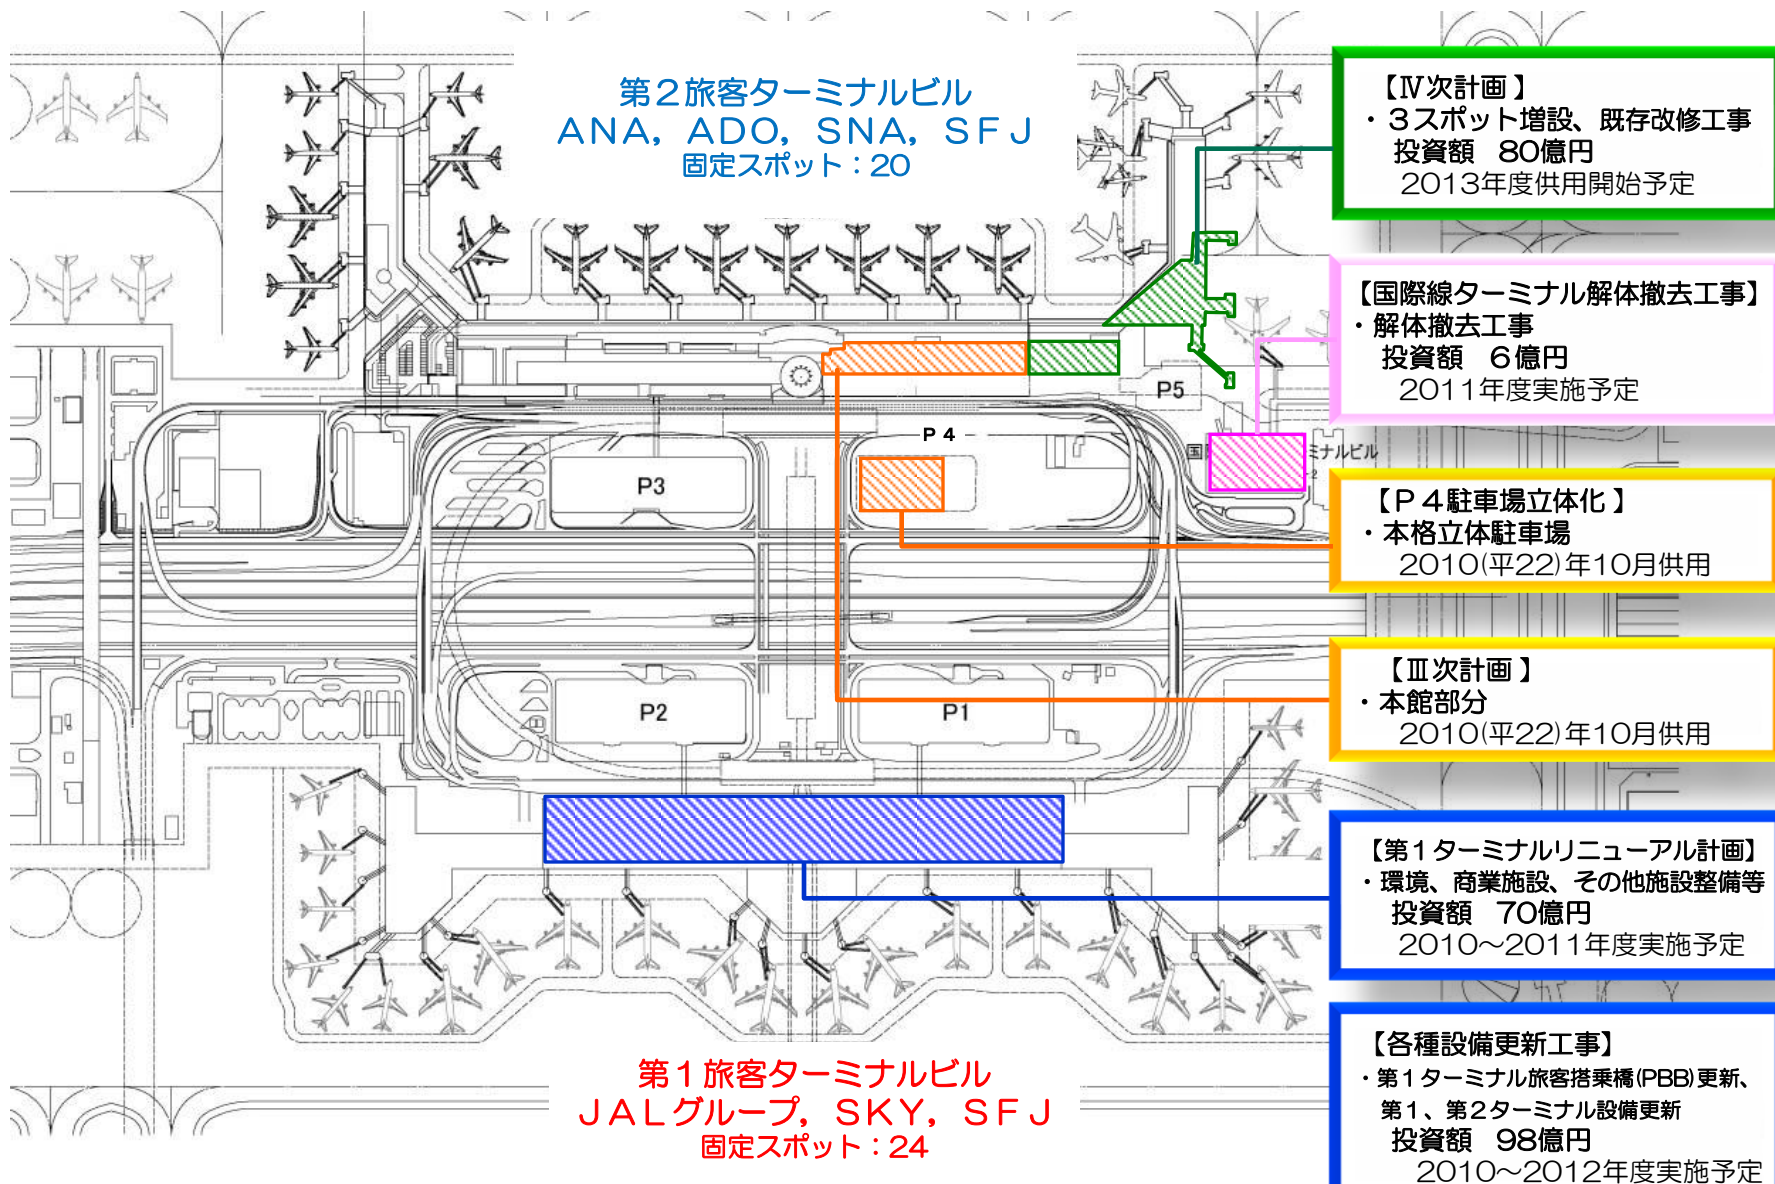 第２旅客ターミナルビル
ＡＮＡ，ＡＤＯ，ＳＮＡ，ＳＦＪ
固定スポット：20
【Ⅳ次計画】
・３スポット増設、既存改修工事
投資額　80億円
2013年度供用開始予定
【国際線ターミナル解体撤去工事】
・解体撤去工事
投資額　６億円
2011年度実施予定
P5
Ｐ４
P3
国
ミナルビル
【Ｐ４駐車場立体化】
・本格立体駐車場
2010(平22)年10月供用
【Ⅲ次計画】
・本館部分
2010(平22)年10月供用
P2
P1
【第１ターミナルリニューアル計画】
・環境、商業施設、その他施設整備等
投資額　70億円
2010～2011年度実施予定
【各種設備更新工事】
・第１ターミナル旅客搭乗橋(PBB)更新、
第１、第２ターミナル設備更新
投資額　98億円
2010～2012年度実施予定
第１旅客ターミナルビル
ＪＡＬグループ，ＳＫＹ，ＳＦＪ
固定スポット：24